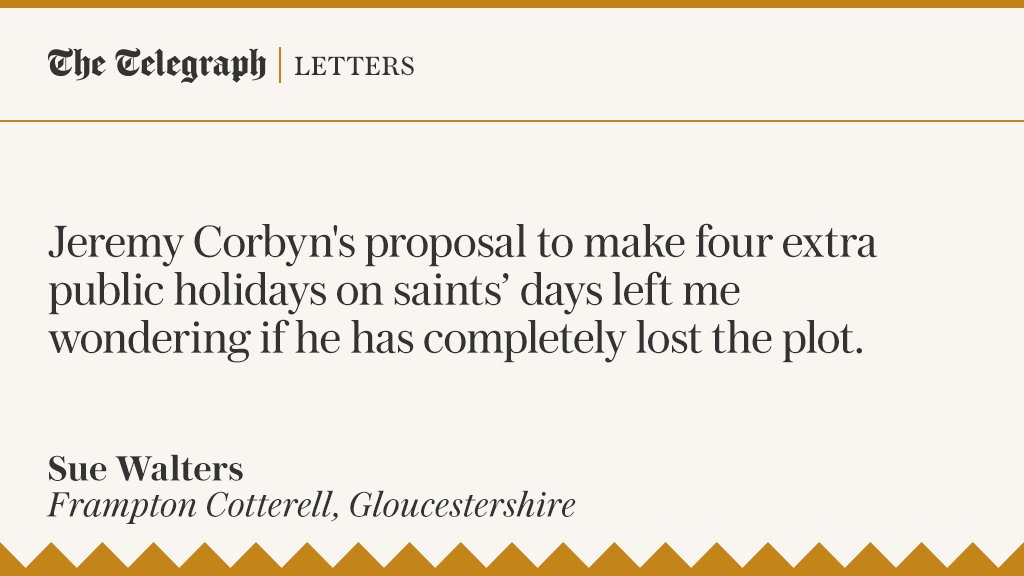 The Telegraph | LETTERS
Jeremy Corbyn's proposal to make four extra
public holidays on saints’ days left me
wondering if he has completely lost the plot.
Sue Walters
Frampton Cotterell, Gloucestershire